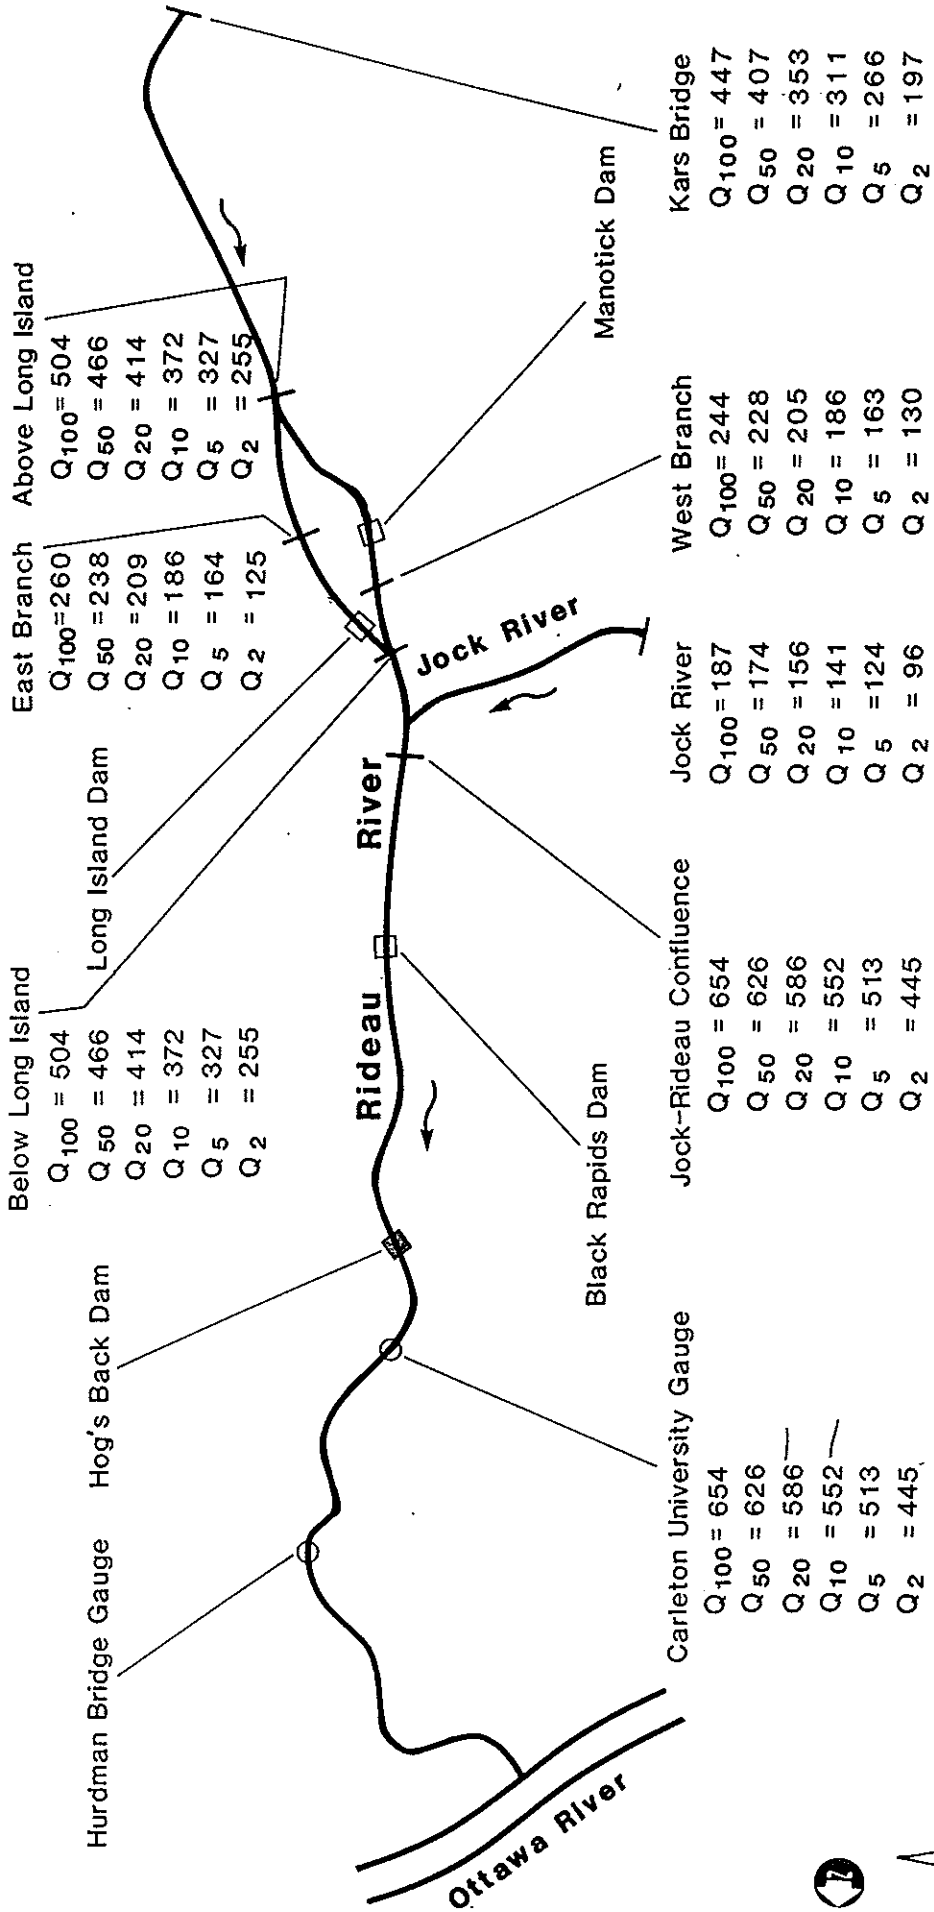 Hurdman Bridge Gauge
Hog's Back Dam
Below Long Island
Q100 = 504
Q50 = 466
Q20 = 414
Q10 = 372
Q5 = 327
Q2 = 255
Long Island Dam
East Branch
Q100=260
Q50=238
Q20=209
Q10=186
Q5=164
Q2=125
Above Long Island
Q100= 504
Q50 = 466
Q20 = 414
Q10 = 372
Q5 = 327
Q2 = 255
Rideau River
Jock River
Ottawa River
Black Rapids Dam
Manotick Dam
Carleton University Gauge
Q100= 654
Q50 = 626
Q20 = 586
Q10 = 552
Q5 = 513
Q2 = 445
Jock-Rideau Confluence
Q100 = 654
Q50 = 626
Q20 = 586
Q10 = 552
Q5 = 513
Q2 = 445
Jock River
Q100=187
Q50 = 174
Q20 = 156
Q10 = 141
Q5 = 124
Q2 = 96
West Branch
Q100= 244
Q50 = 228
Q20 = 205
Q10 = 186
Q5 = 163
Q2 = 130
Kars Bridge
Q100= 447
Q50 = 407
Q20 = 353
Q10 = 311
Q5 = 266
Q2 = 197
N